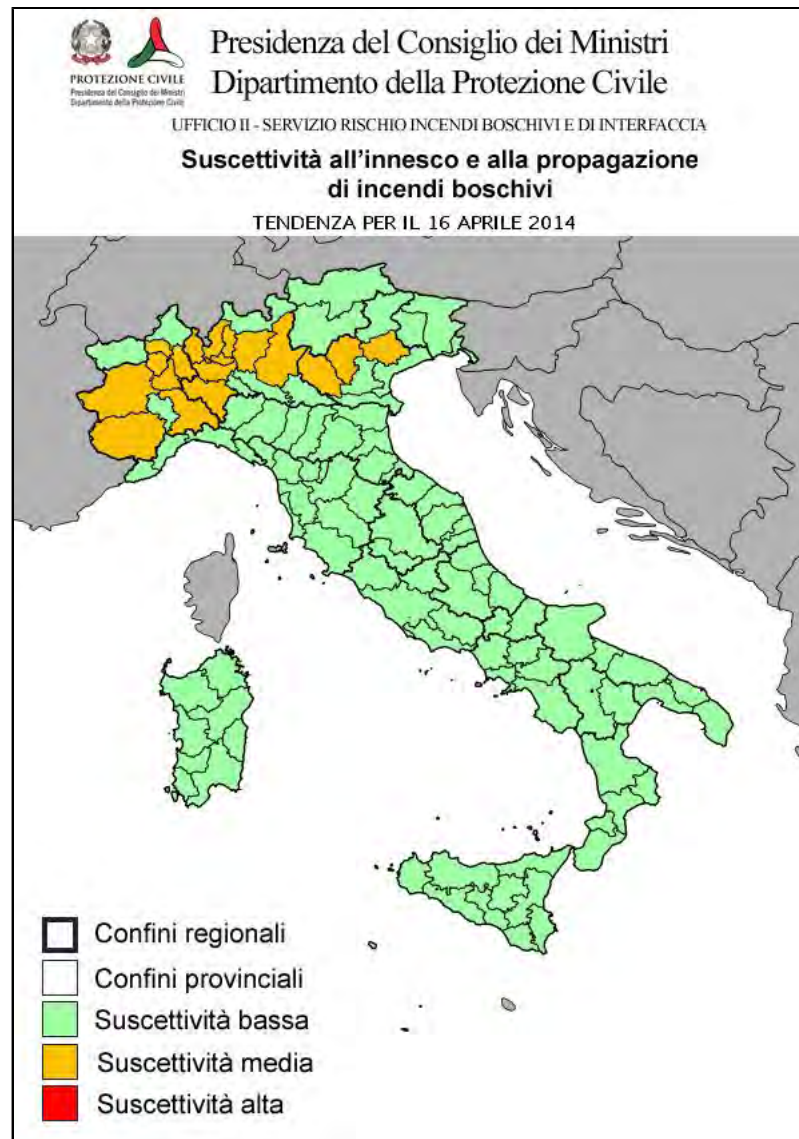 PROTEZIONE CIVILE
Presidenza del Consiglio dei Ministri
Dipartimento della Protezione Civile
Presidenza del Consiglio dei Ministri
Dipartimento della Protezione Civile
UFFICIO II - SERVIZIO RISCHIO INCENDI BOSCHIVI E DI INTERFACCIA
Suscettività all'innesco e alla propagazione
di incendi boschivi
TENDENZA PER IL 16 APRILE 2014
Confini regionali
Confini provinciali
Suscettività bassa
Suscettività media
Suscettività alta